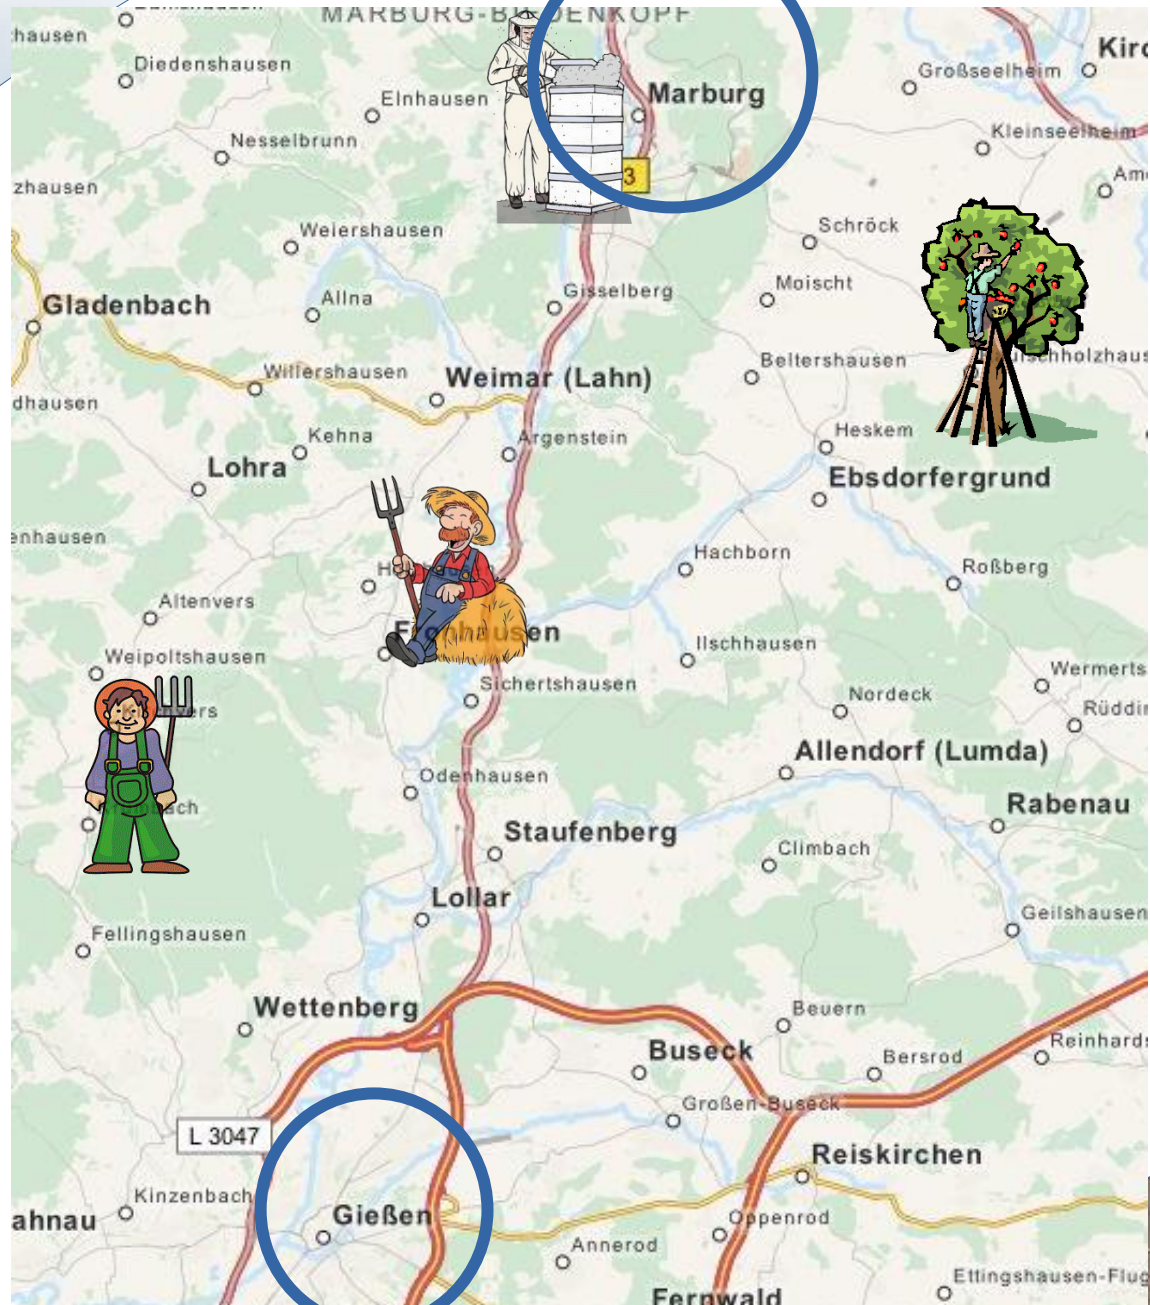 MARBURG-BIEDENKOPF
Diedenshausen
Kirc
Großseelheim
Elnhausen
Marburg
Nesselbrunn
Kleinseelheim
3
zhausen
Schröck
Weiershausen
Moischt
Gladenbach
Allna
Gisselberg
Willershausen
Weimar (Lahn)
Beltershausen
dhausen
Kehna
Argenstein
Heskem
Lohra
Ebsdorfergrund
enhausen
Hachborn
Roßberg
Altenvers
Fronhausen
Weipoltshausen
Ilschhausen
Sichertshausen
Wermerts
Nordeck
Rüddin
Allendorf (Lumda)
Odenhausen
Rabenau
Staufenberg
Climbach
Lollar
Geilshausen
Fellingshausen
Wettenberg
Beuern
Buseck
Bersrod
Reinhards
Großen-Buseck
L 3047
Reiskirchen
Kinzenbach
ahnau
Gießen
Oppenrod
Annerod
Ettingshausen-Flug
Fernwald